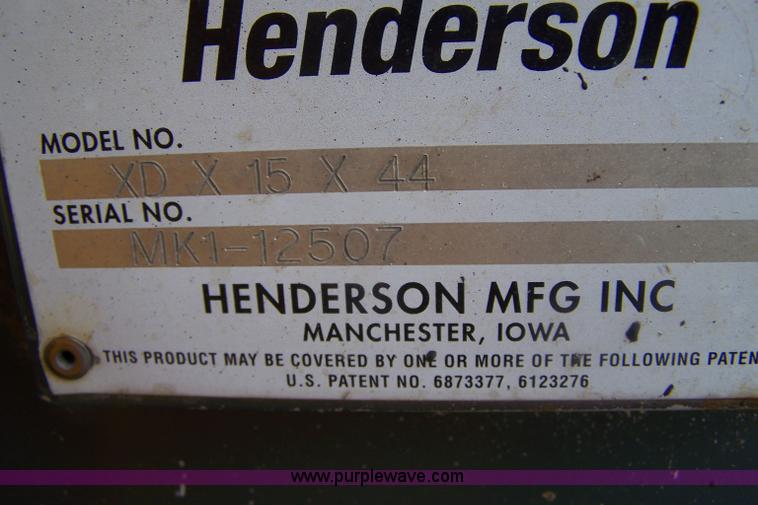 Henderson
MODEL NO.
XD X 15 X 44
SERIAL NO.
MK1-12507
HENDERSON MFG INC
MANCHESTER, IOWA
THIS PRODUCT MAY BE COVERED BY ONE OR MORE OF THE FOLLOWING PATEN
U.S. PATENT NO. 6873377, 6123276
www.purplewave.com